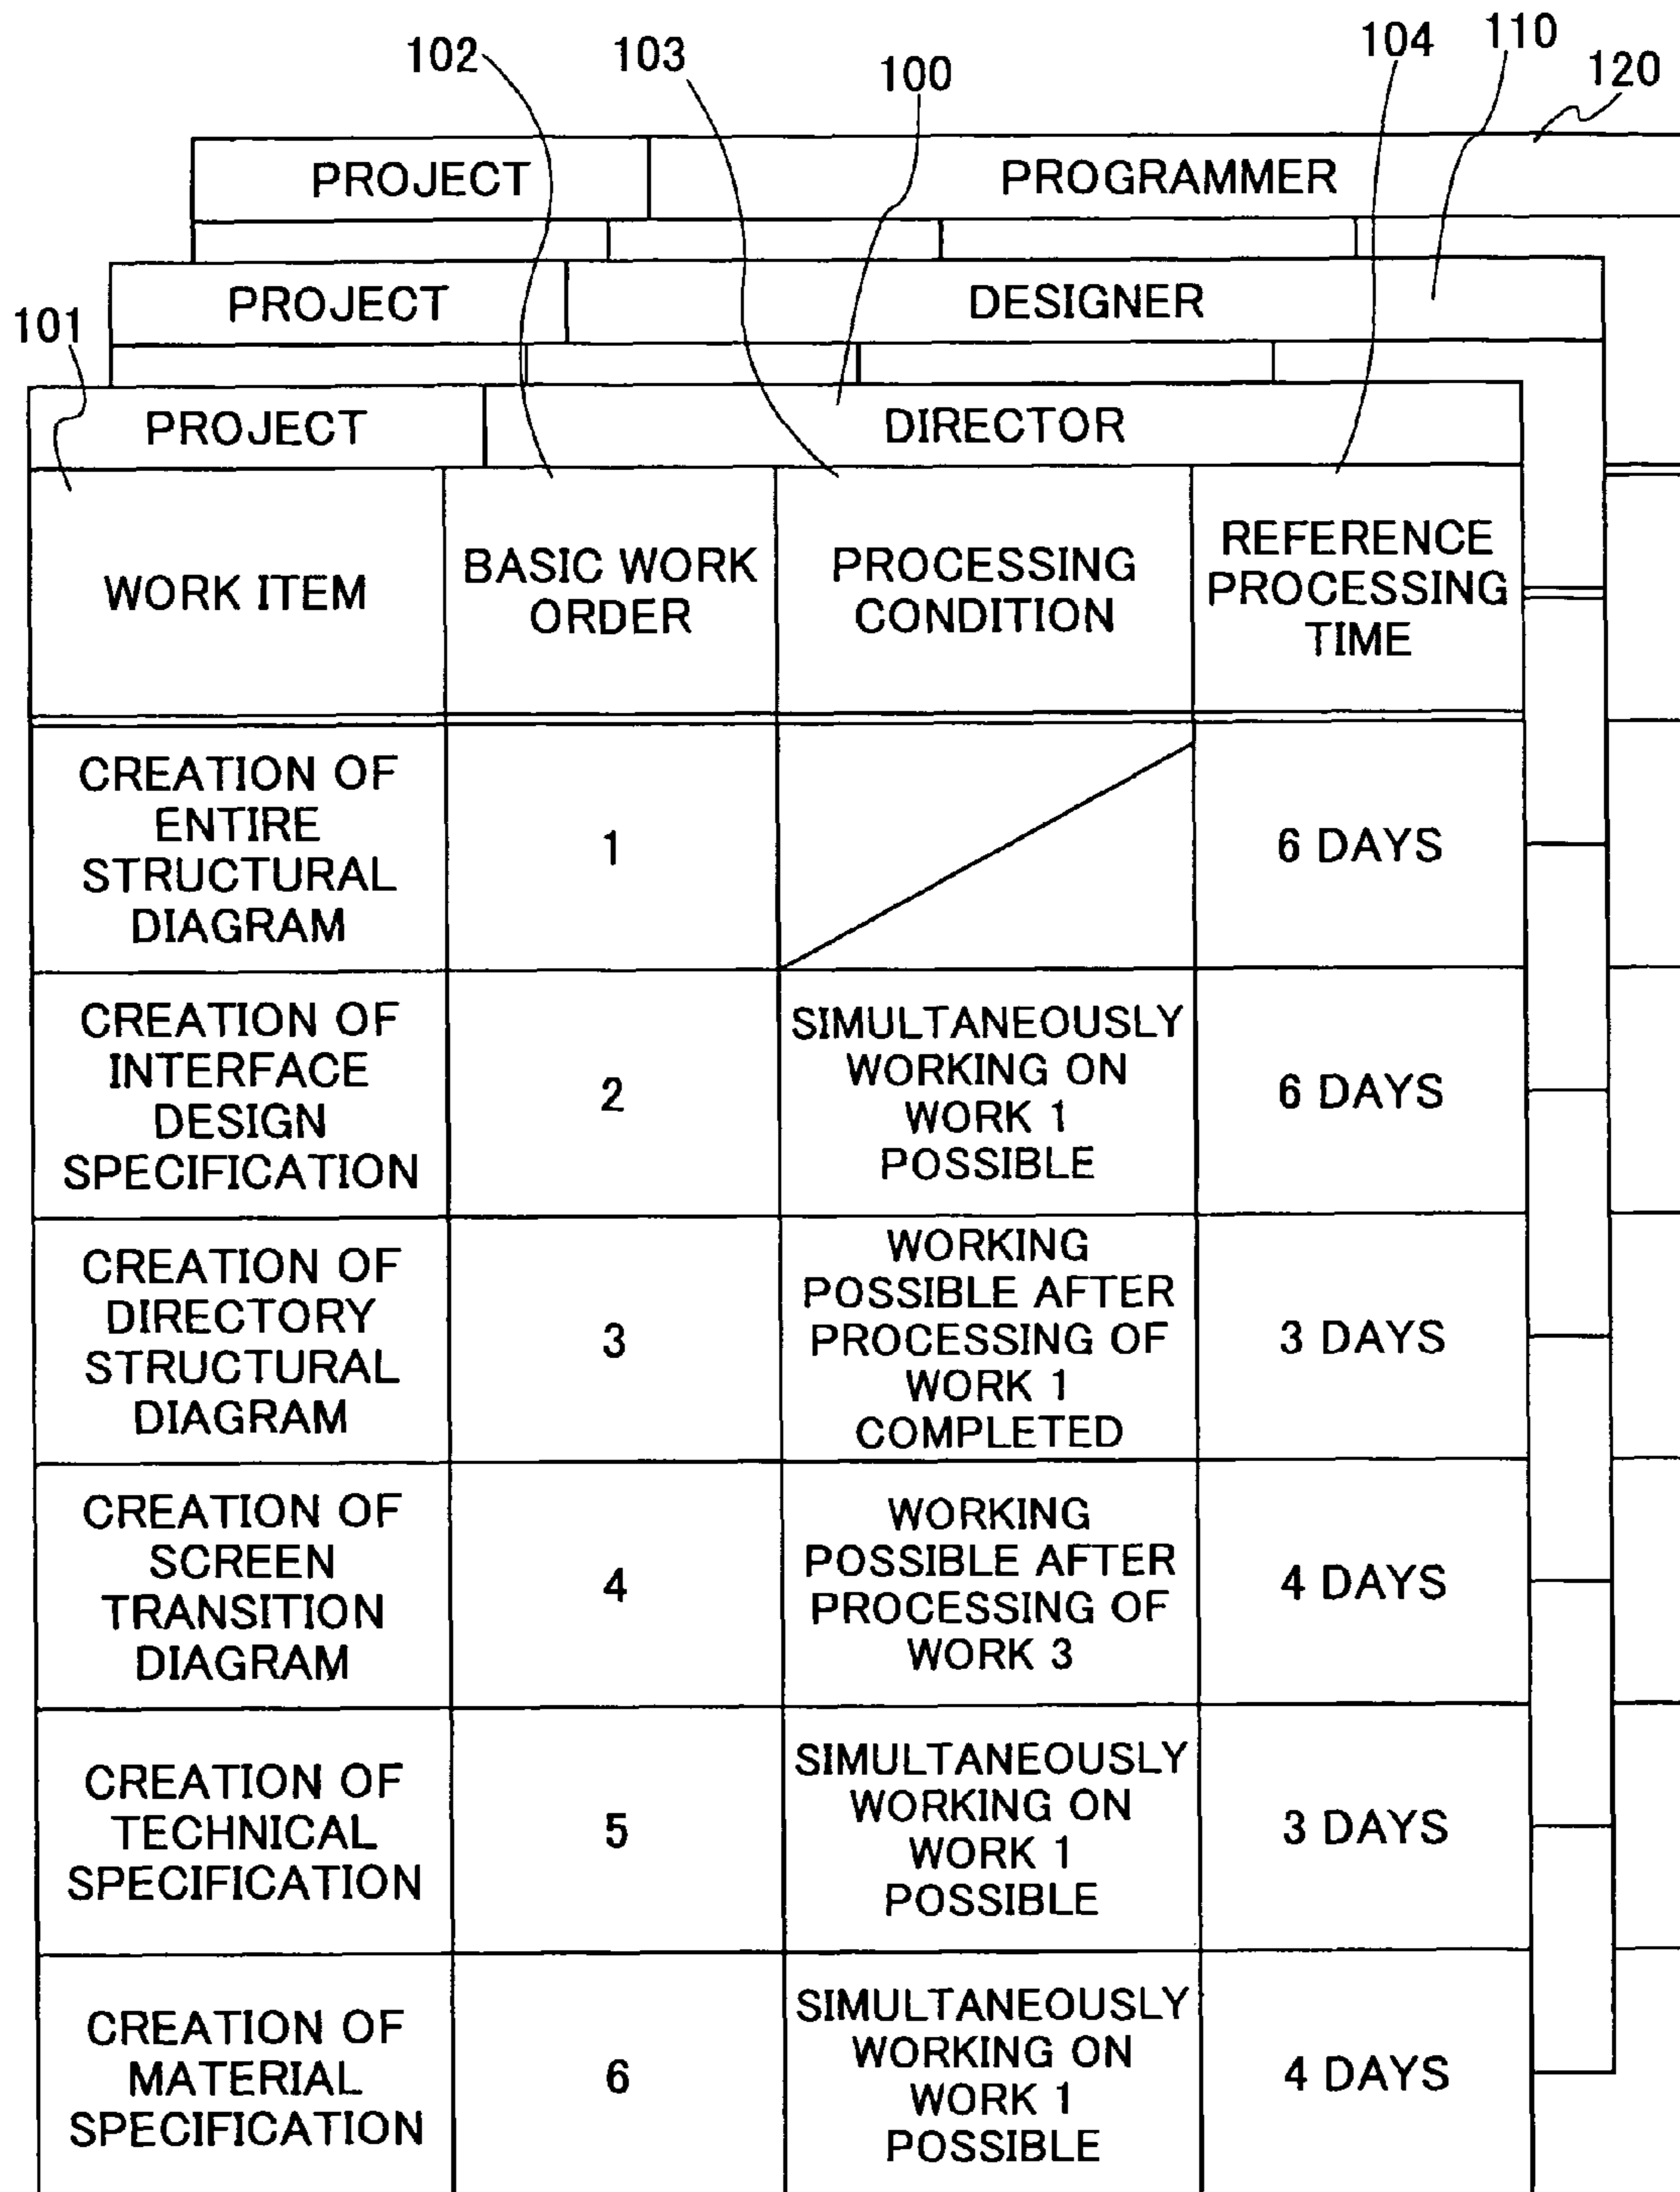 102
103
100
104
110
120
PROJECT
PROGRAMMER
PROJECT
DESIGNER
101
PROJECT
DIRECTOR
WORK ITEM
BASIC WORK
ORDER
PROCESSING
CONDITION
REFERENCE
PROCESSING
TIME
CREATION OF
ENTIRE
STRUCTURAL
DIAGRAM
1
6 DAYS
CREATION OF
INTERFACE
DESIGN
SPECIFICATION
2
SIMULTANEOUSLY
WORKING ON
WORK 1
POSSIBLE
6 DAYS
CREATION OF
DIRECTORY
STRUCTURAL
DIAGRAM
3
WORKING
POSSIBLE AFTER
PROCESSING OF
WORK 1
COMPLETED
3 DAYS
CREATION OF
SCREEN
TRANSITION
DIAGRAM
4
WORKING
POSSIBLE AFTER
PROCESSING OF
WORK 3
4 DAYS
CREATION OF
TECHNICAL
SPECIFICATION
5
SIMULTANEOUSLY
WORKING ON
WORK 1
POSSIBLE
3 DAYS
CREATION OF
MATERIAL
SPECIFICATION
6
SIMULTANEOUSLY
WORKING ON
WORK 1
POSSIBLE
4 DAYS